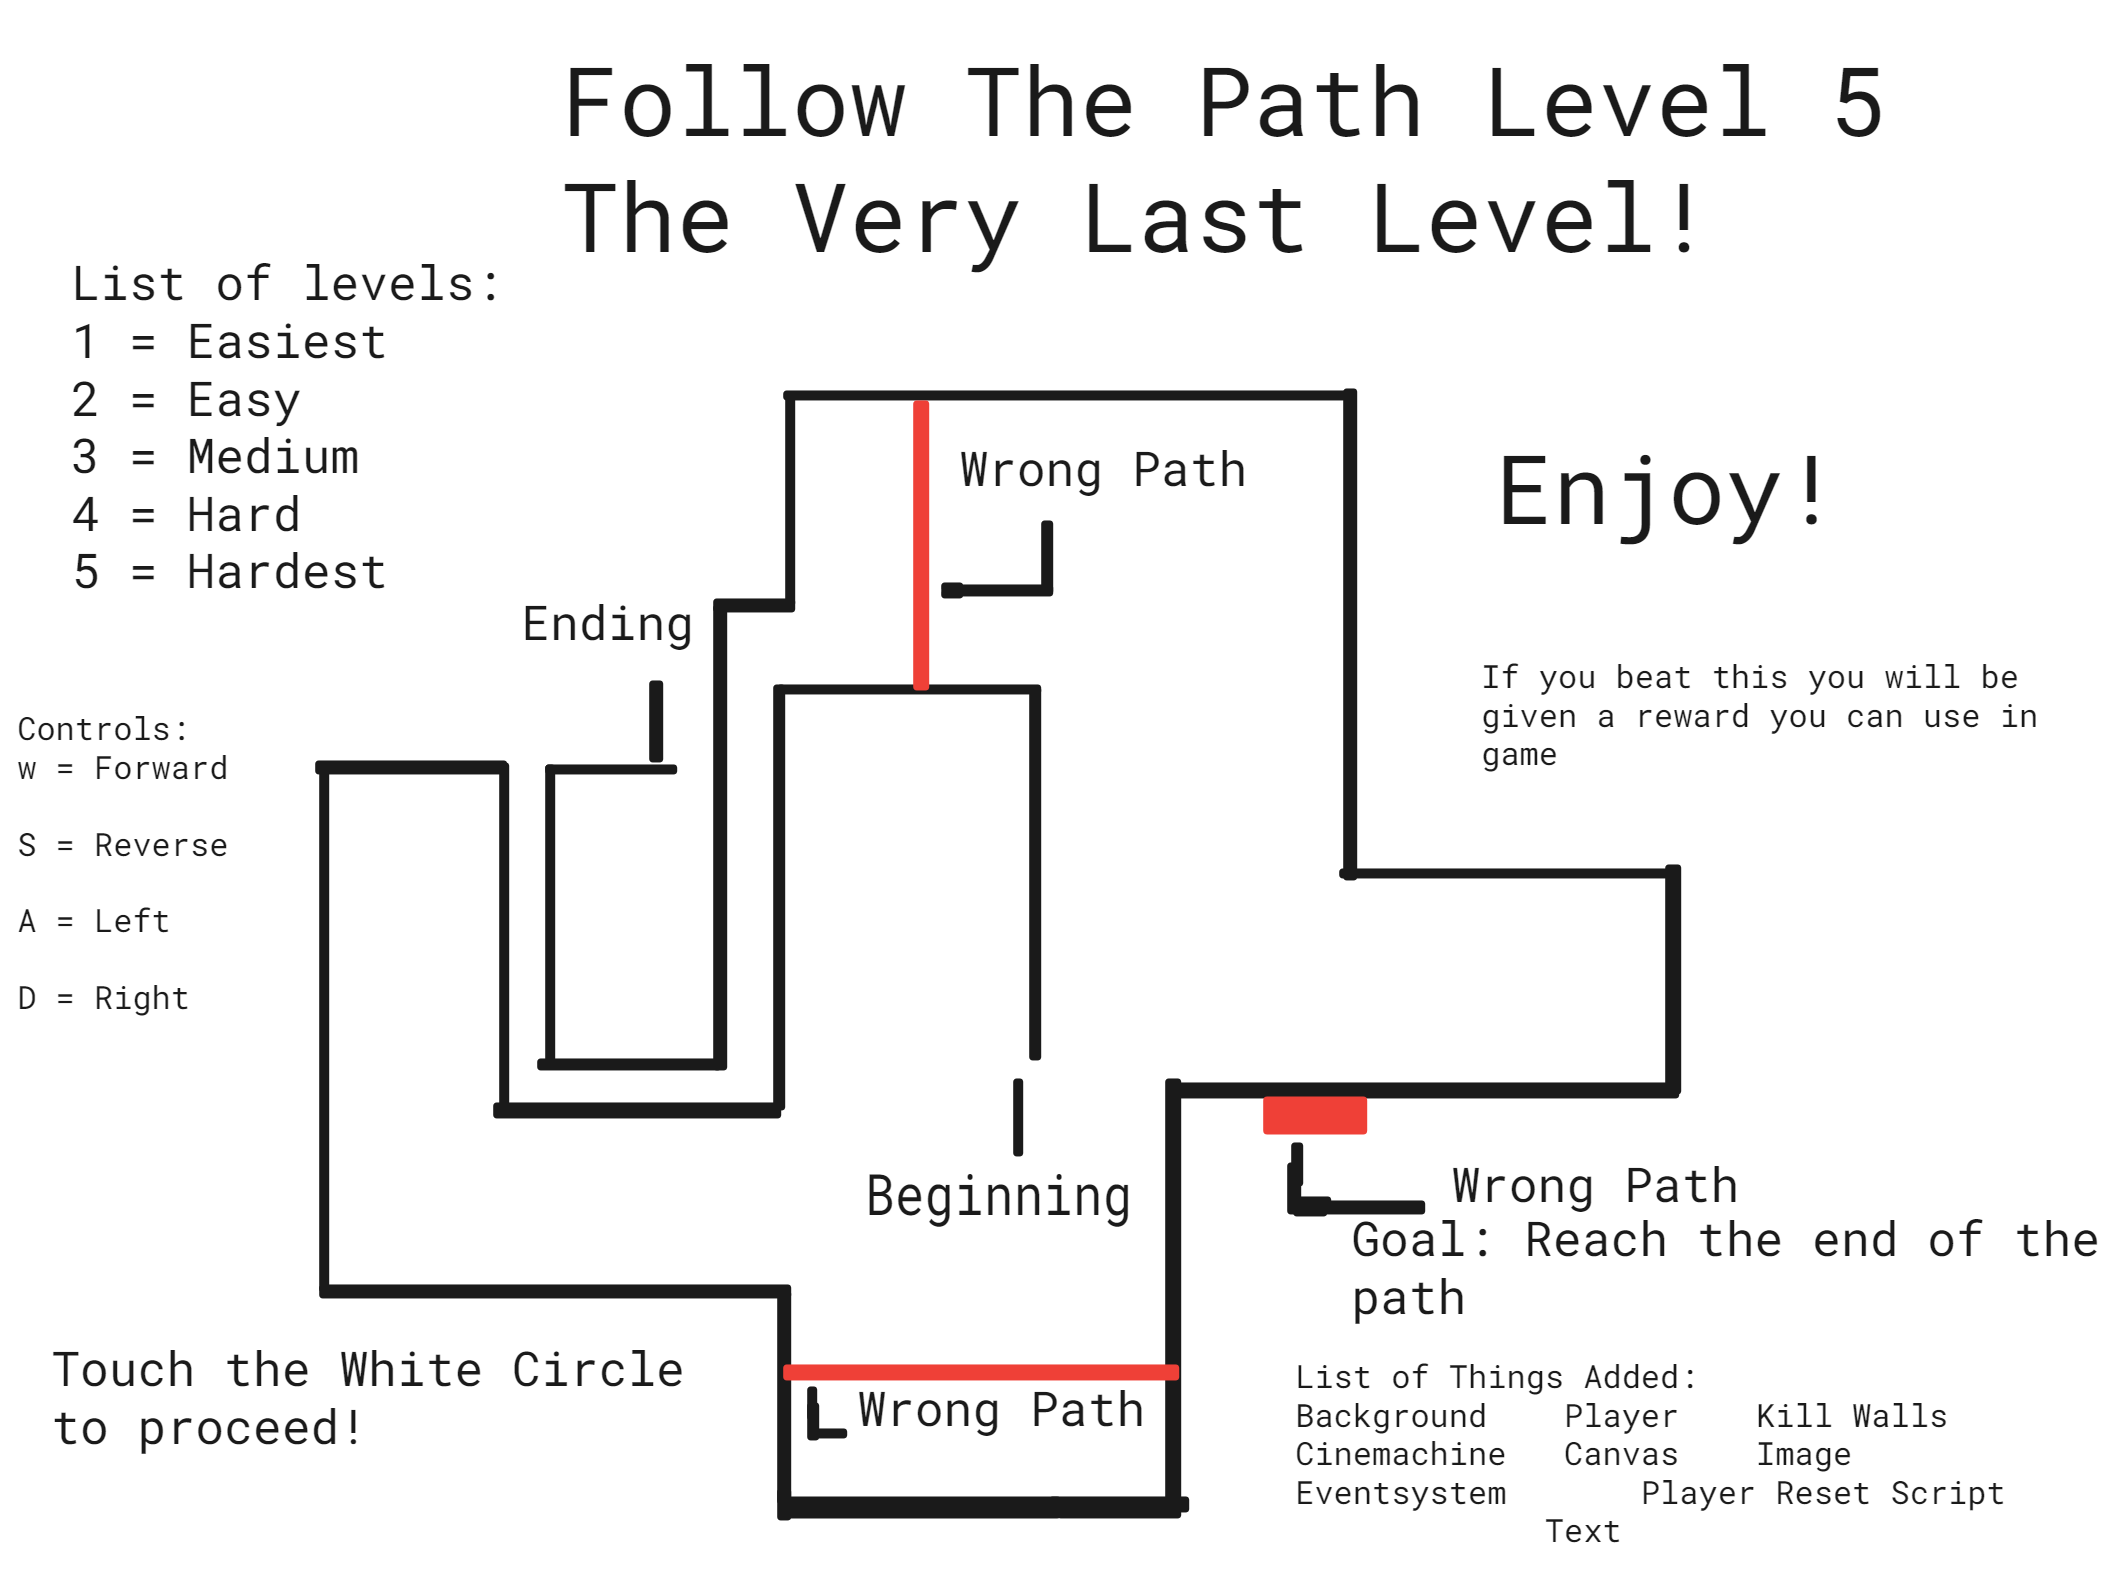 Follow The Path Level 5
The Very Last Level!
List of levels:
1 = Easiest
2 = Easy
3 = Medium
4 = Hard
5 = Hardest
Wrong Path
Enjoy!
Ending
If you beat this you will be
given a reward you can use in
game
Controls:
w = Forward
S = Reverse
A = Left
D = Right
Beginning
Wrong Path
Goal: Reach the end of the
path
Touch the White Circle
to proceed!
Wrong Path
List of Things Added:
Background Player Kill Walls
Cinemachine Canvas Image
Eventsystem Player Reset Script
Text